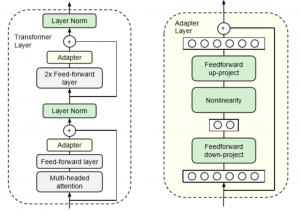 Layer Norm
+
Transformer
Layer
Adapter
2x Feed-forward
layer
Layer Norm
+
Adapter
Feed-forward layer
Multi-headed
attention
Adapter
Layer
+
Feedforward
up-project
Nonlinearity
Feedforward
down-project